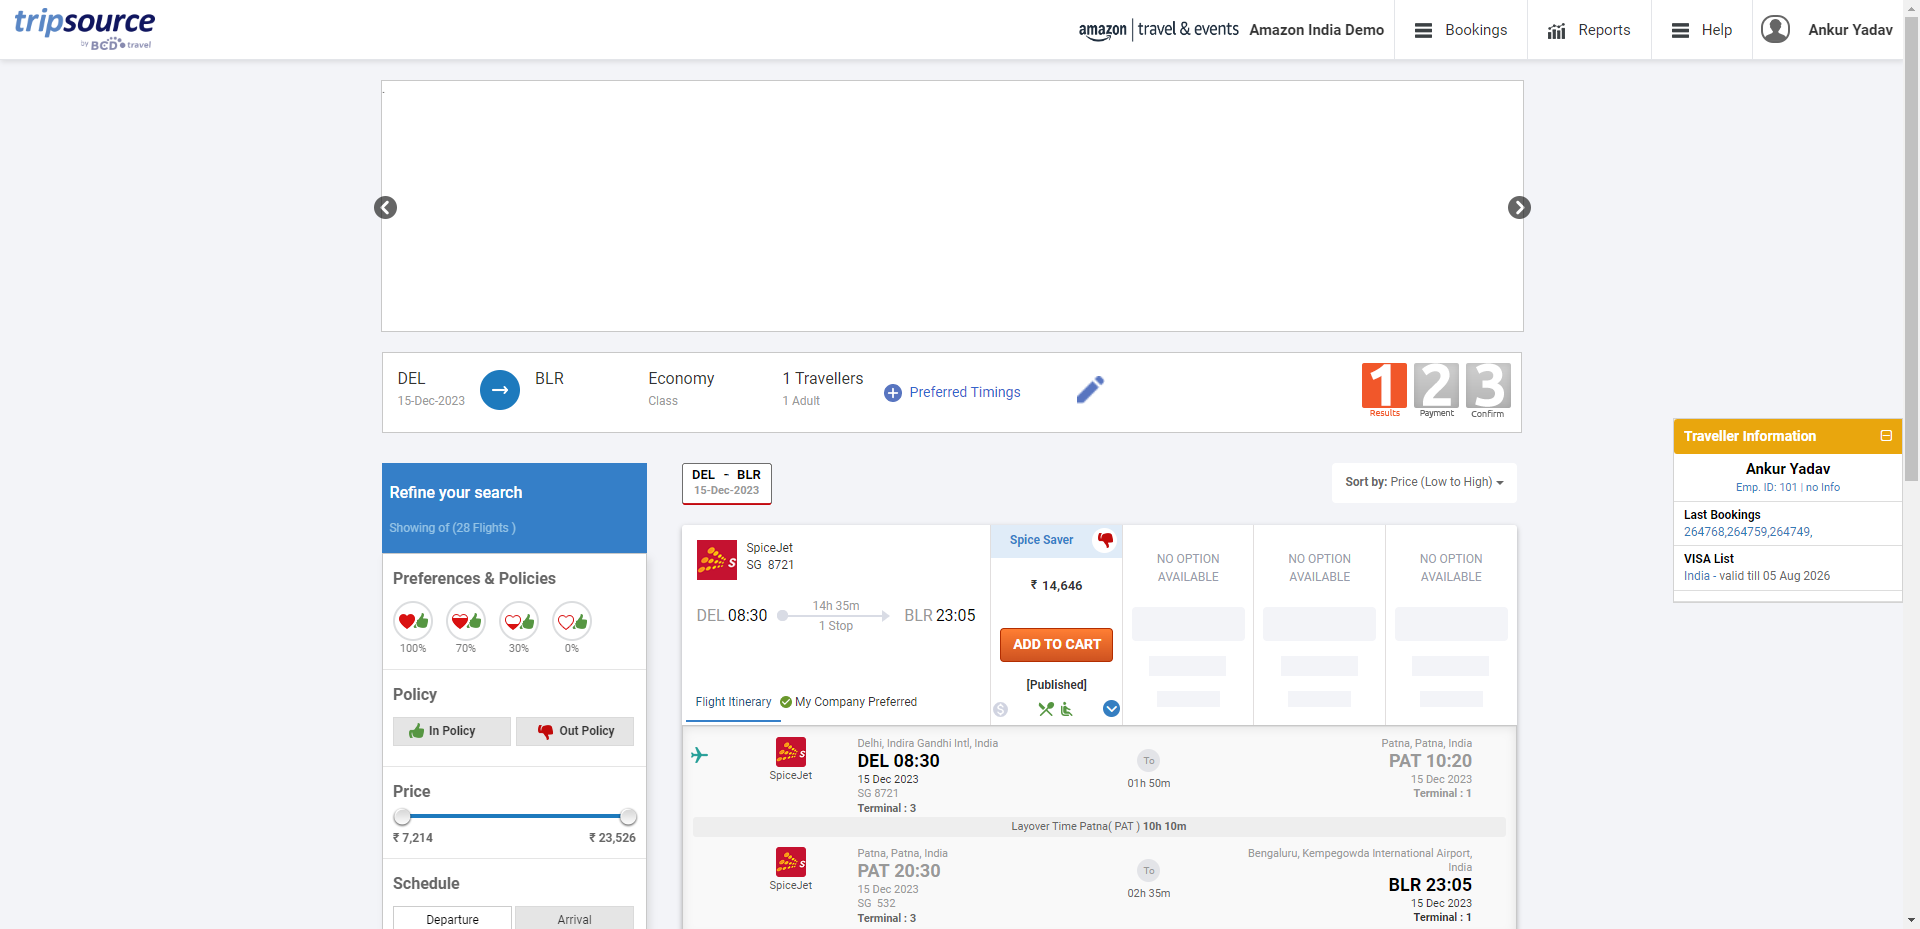 tripsource
by BCD travel
amazon | travel & events
Amazon India Demo
Bookings
Reports
Help
Ankur Yadav
DEL
15-Dec-2023
BLR
Economy
Class
1 Travellers
1 Adult
Preferred Timings
1
Results
2
Payment
3
Confirm
Traveller Information
Ankur Yadav
Emp. ID: 101 | no Info
Last Bookings
264768,264759,264749,
VISA List
India - valid till 05 Aug 2026
Refine your search
Showing of (28 Flights )
Preferences & Policies
100%
70%
30%
0%
Policy
In Policy
Out Policy
Price
₹ 7,214
₹ 23,526
Schedule
Departure
Arrival
DEL - BLR
15-Dec-2023
Sort by: Price (Low to High)
SpiceJet
SG 8721
DEL 08:30
14h 35m
1 Stop
BLR 23:05
Flight Itinerary
My Company Preferred
Spice Saver
₹ 14,646
ADD TO CART
[Published]
NO OPTION
AVAILABLE
NO OPTION
AVAILABLE
NO OPTION
AVAILABLE
SpiceJet
Delhi, Indira Gandhi Intl, India
DEL 08:30
15 Dec 2023
SG 8721
Terminal : 3
To
01h 50m
Patna, Patna, India
PAT 10:20
15 Dec 2023
Terminal : 1
Layover Time Patna( PAT ) 10h 10m
SpiceJet
Patna, Patna, India
PAT 20:30
15 Dec 2023
SG 532
Terminal : 3
To
02h 35m
Bengaluru, Kempegowda International Airport,
India
BLR 23:05
15 Dec 2023
Terminal : 1